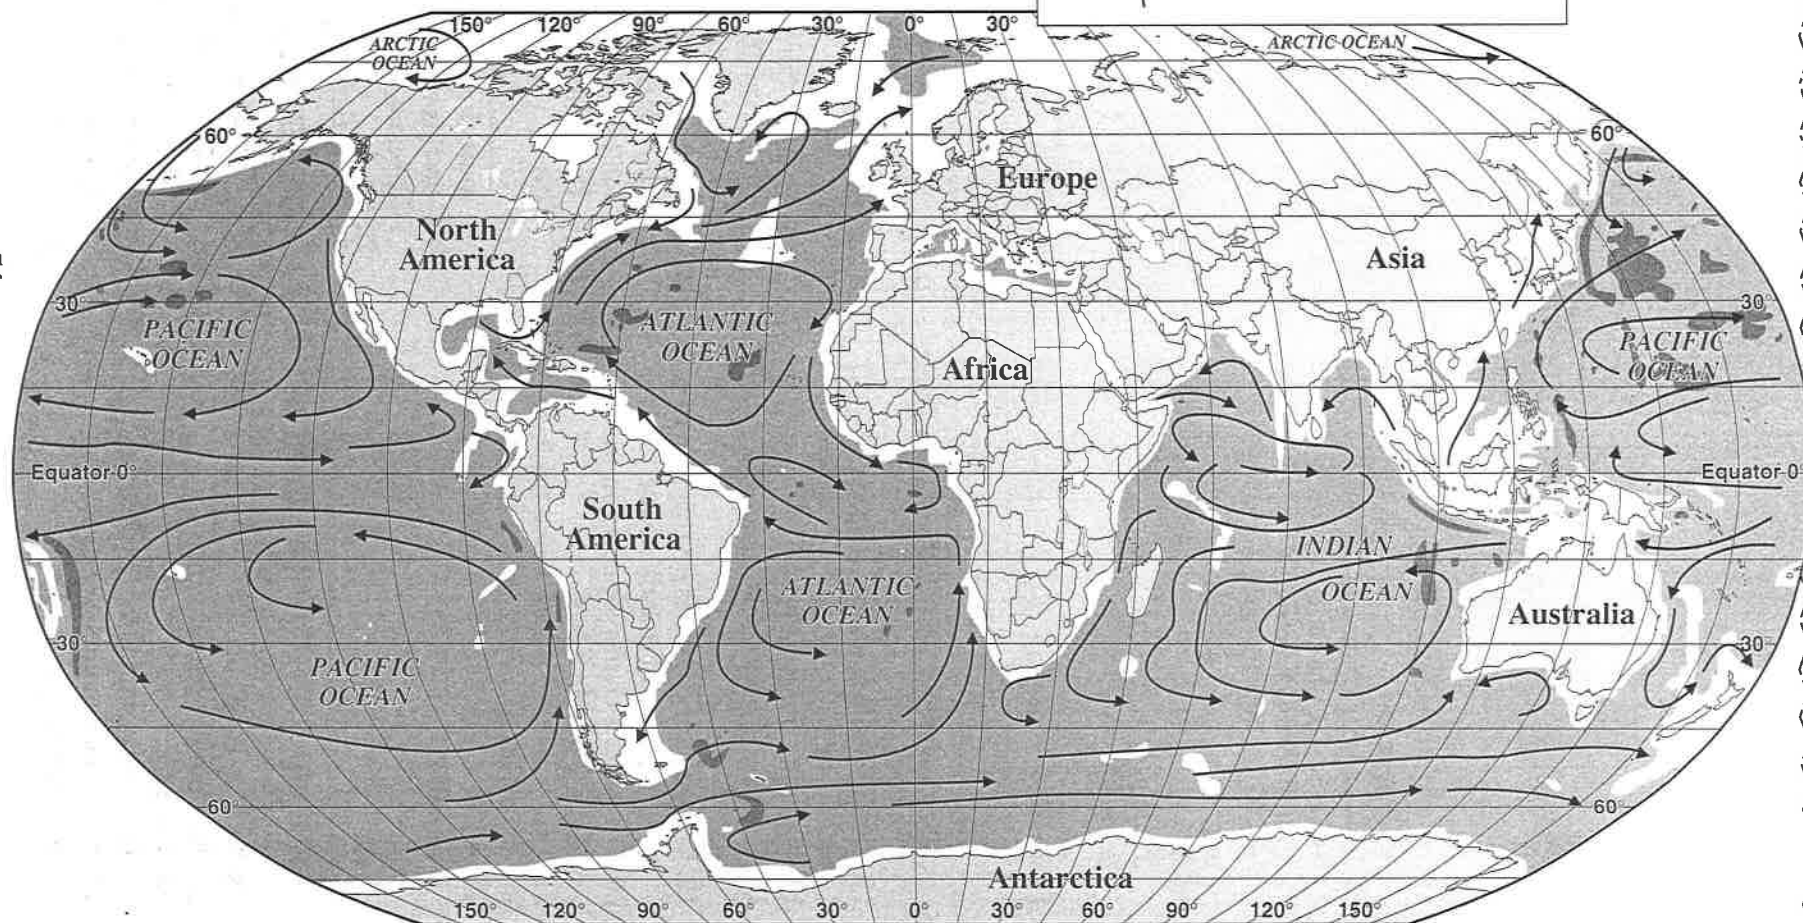 150° 120° 90° 60° 30° 0° 30°
ARCTIC
OCEAN
ARCTIC OCEAN
60° 60°
North
America
Europe
Asia
30° 30°
PACIFIC
OCEAN
ATLANTIC
OCEAN
Africa
PACIFIC
OCEAN
Equator 0° Equator 0°
South
America
INDIAN
OCEAN
ATLANTIC
OCEAN
Australia
30° 30°
PACIFIC
OCEAN
60° 60°
Antarctica
150° 120° 90° 60° 30° 0° 30° 60° 90° 120° 150°